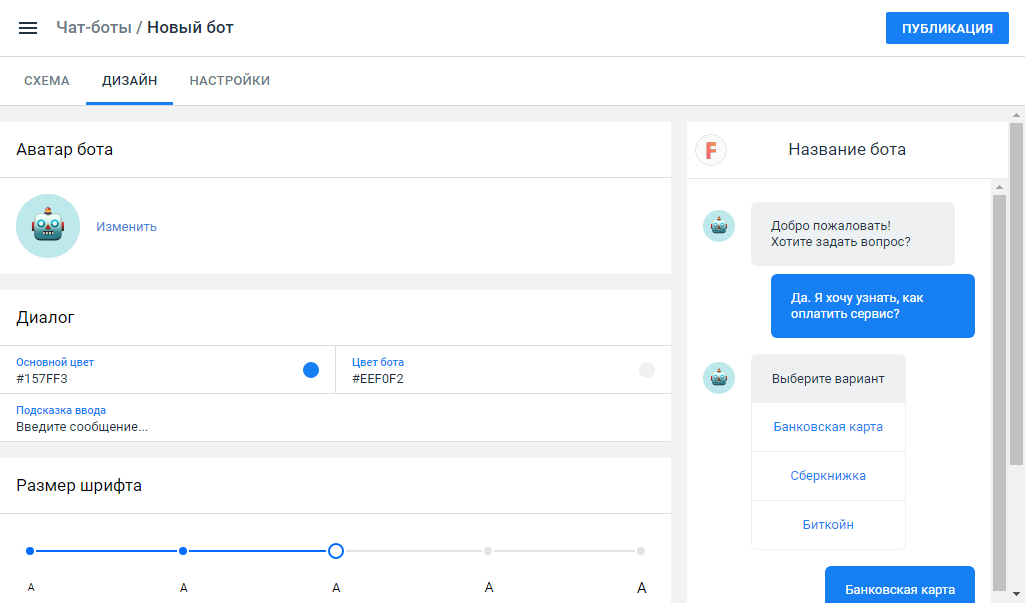 Чат-боты / Новый бот
ПУБЛИКАЦИЯ
СХЕМА ДИЗАЙН НАСТРОЙКИ
Аватар бота
Изменить
Диалог
Основной цвет
#157FF3
Цвет бота
#EEF0F2
Подсказка ввода
Введите сообщение...
Размер шрифта
A A A A A
F
Название бота
Добро пожаловать!
Хотите задать вопрос?
Да. Я хочу узнать, как
оплатить сервис?
Выберите вариант
Банковская карта
Сберкнижка
Биткойн
Банковская карта